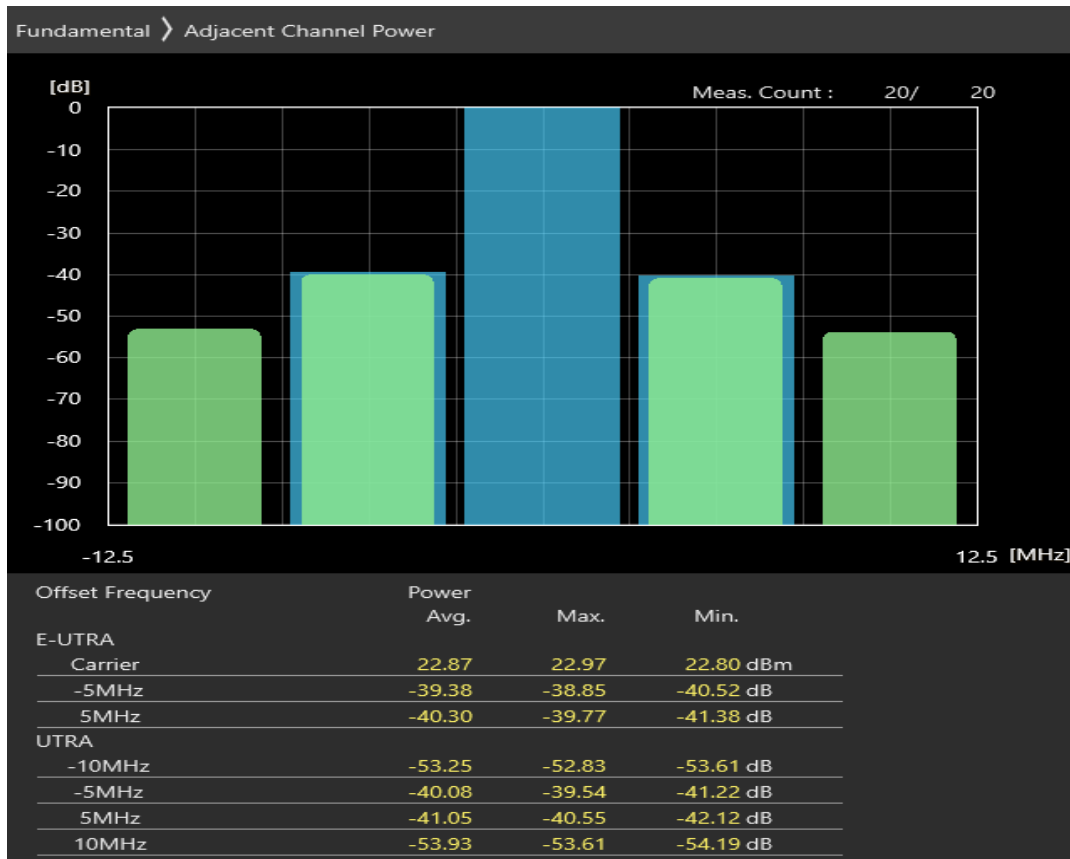 Fundamental ❯ Adjacent Channel Power
[dB]
Meas. Count : 20/ 20
0
-10
-20
-30
-40
-50
-60
-70
-80
-90
-100
-12.5 12.5 [MHz]
Offset Frequency Power
Avg. Max. Min.
E-UTRA
Carrier 22.87 22.97 22.80 dBm
-5MHz -39.38 -38.85 -40.52 dB
5MHz -40.30 -39.77 -41.38 dB
UTRA
-10MHz -53.25 -52.83 -53.61 dB
-5MHz -40.08 -39.54 -41.22 dB
5MHz -41.05 -40.55 -42.12 dB
10MHz -53.93 -53.61 -54.19 dB